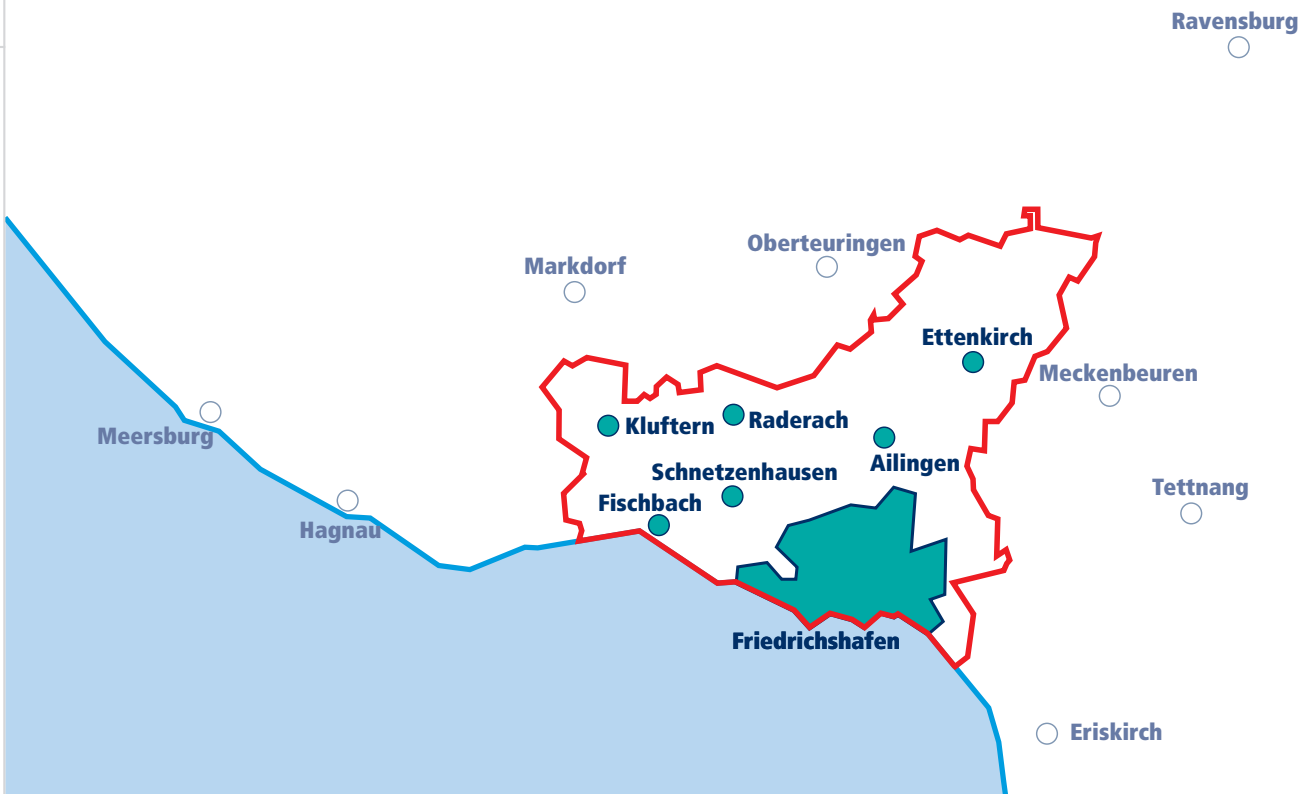 Ravensburg
Oberteuringen
Markdorf
Ettenkirch
Meckenbeuren
Kluftern
Raderach
Meersburg
Ailingen
Schnetzenhausen
Tettnang
Fischbach
Hagnau
Friedrichshafen
Eriskirch